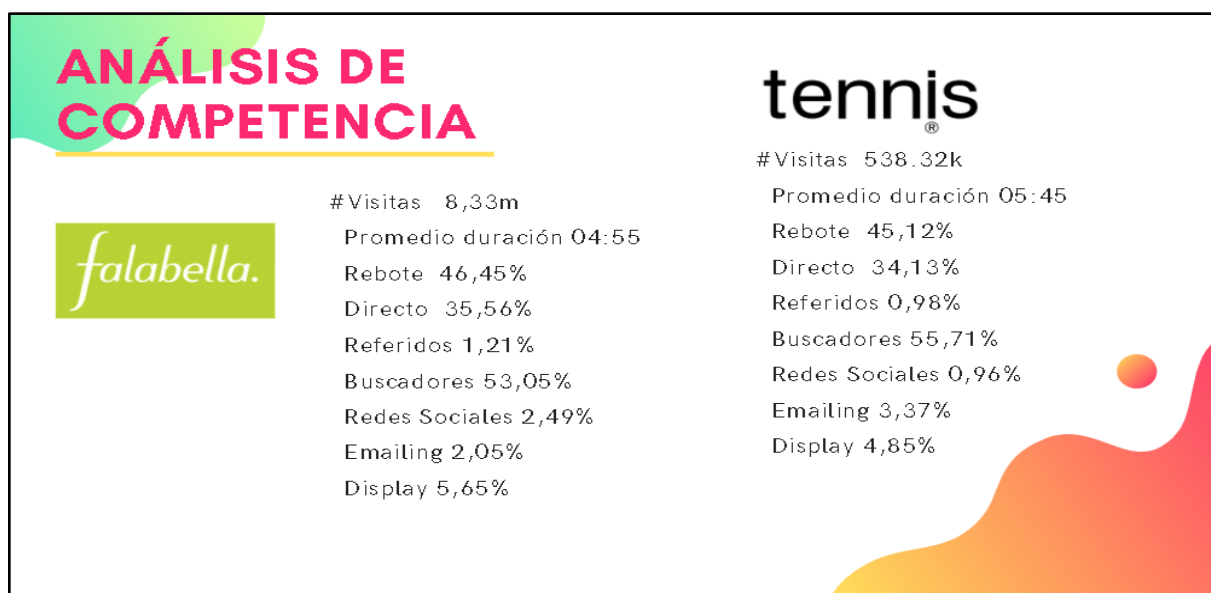 ANÁLISIS DE
COMPETENCIA
falabella.
#Visitas 8,33m
Promedio duración 04:55
Rebote 46,45%
Directo 35,56%
Referidos 1,21%
Buscadores 53,05%
Redes Sociales 2,49%
Emailing 2,05%
Display 5,65%
tennis
®
#Visitas 538.32k
Promedio duración 05:45
Rebote 45,12%
Directo 34,13%
Referidos 0,98%
Buscadores 55,71%
Redes Sociales 0,96%
Emailing 3,37%
Display 4,85%